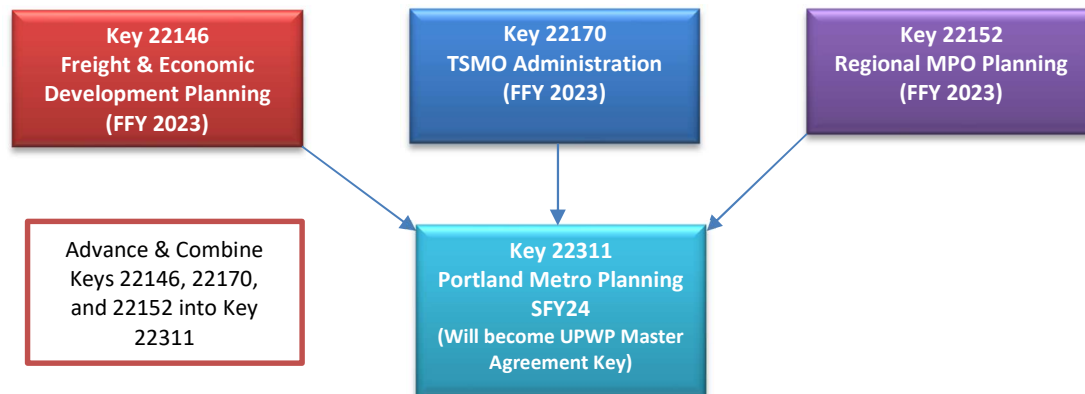 Key 22146
Freight & Economic
Development Planning
(FFY 2023)
Key 22170
TSMO Administration
(FFY 2023)
Key 22152
Regional MPO Planning
(FFY 2023)
Advance & Combine
Keys 22146, 22170,
and 22152 into Key
22311
Key 22311
Portland Metro Planning
SFY24
(Will become UPWP Master
Agreement Key)